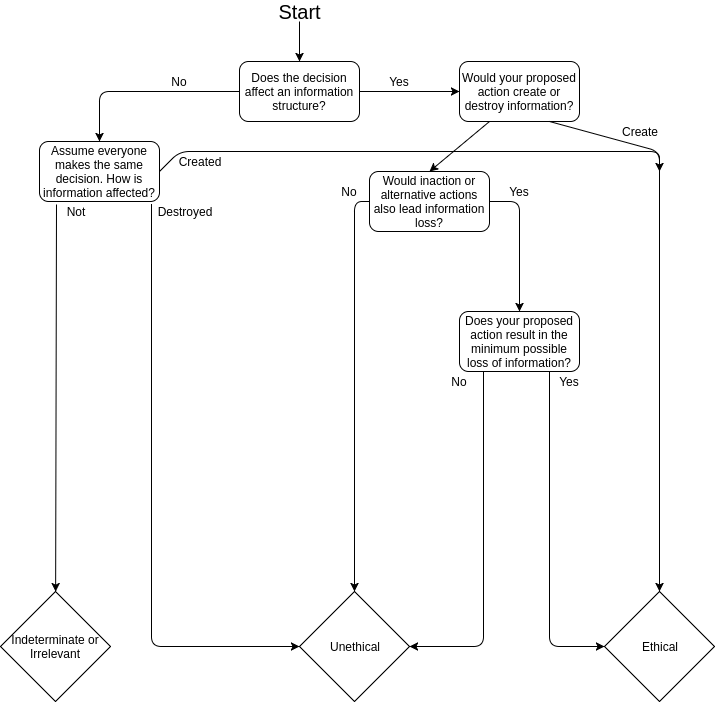 Start
Does the decision
affect an information
structure?
No
Yes
Would your proposed
action create or
destroy information?
Create
Assume everyone
makes the same
decision. How is
information affected?
Created
Not
Destroyed
Would inaction or
alternative actions
also lead information
loss?
No
Yes
Does your proposed
action result in the
minimum possible
loss of information?
No
Yes
Indeterminate or
Irrelevant
Unethical
Ethical